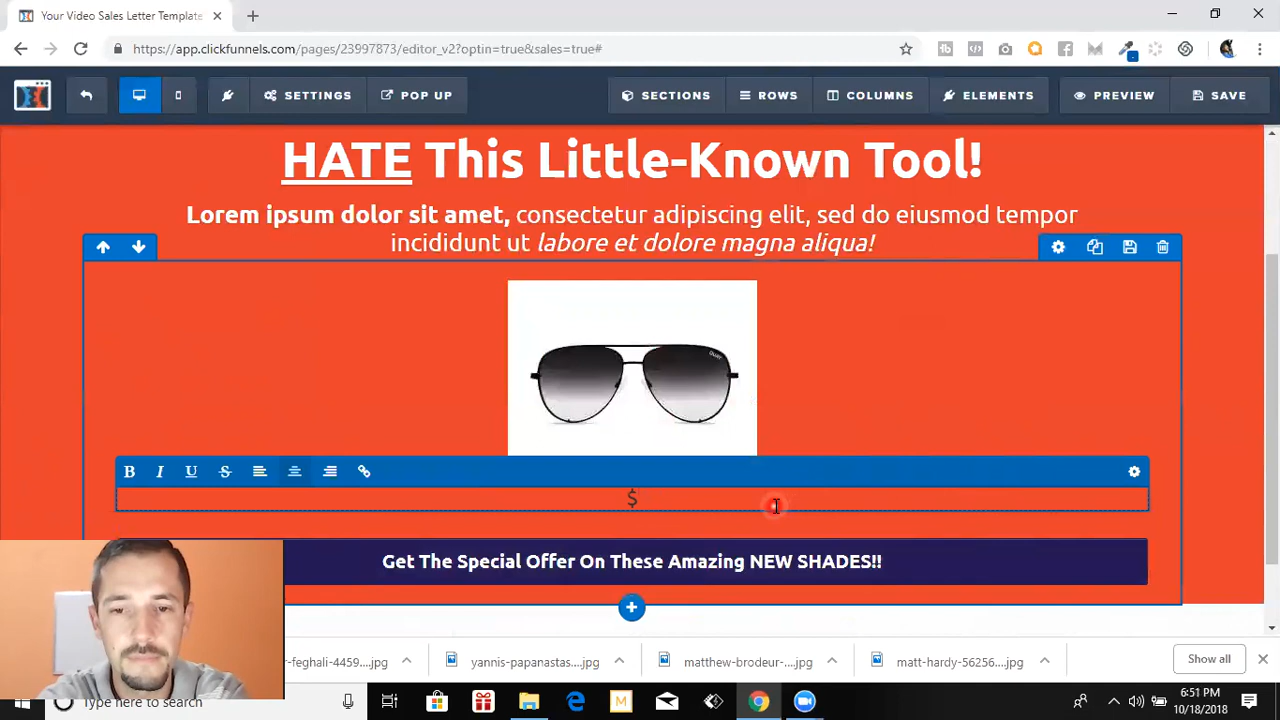 Your Video Sales Letter Template
https://app.clickfunnels.com/pages/23997873/editor_v2?optin=true&sales=true#
SETTINGS
POP UP
SECTIONS
ROWS
COLUMNS
ELEMENTS
PREVIEW
SAVE
HATE This Little-Known Tool!
Lorem ipsum dolor sit amet, consectetur adipiscing elit, sed do eiusmod tempor
incididunt ut labore et dolore magna aliqua!
QUAY
B I U S
$
Get The Special Offer On These Amazing NEW SHADES!!
r-feghali-4459....jpg
yannis-papanastas....jpg
matthew-brodeur-....jpg
matt-hardy-56256....jpg
Show all
here to search
6:51 PM
10/18/2018